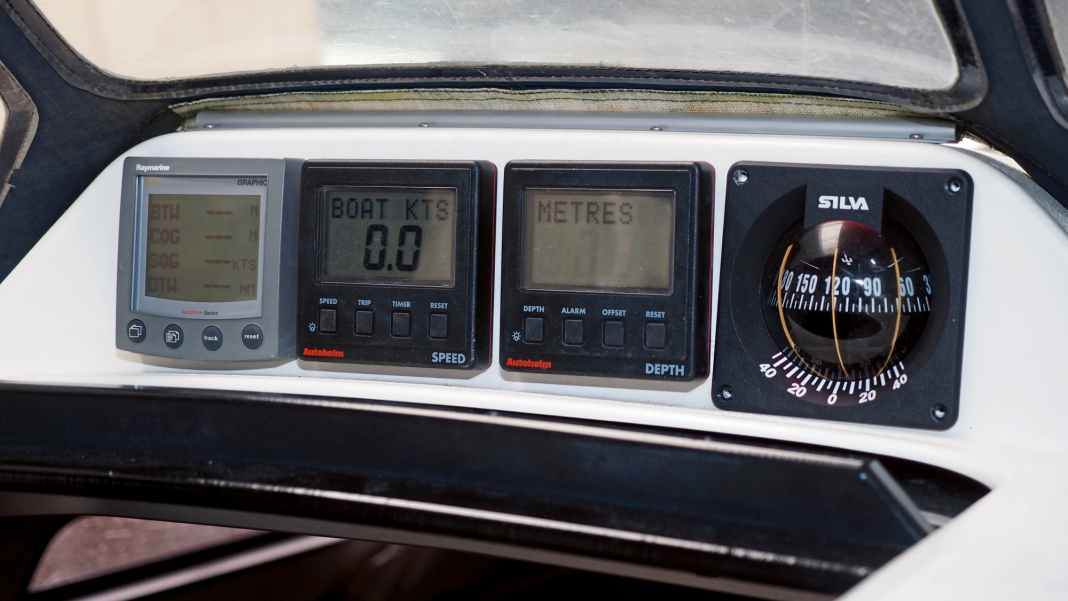 Raymarine
GRAPHIC
BTW M
COG M
SOG KTS
DTW NM
track
reset
BOAT KTS
0.0
SPEED TRIP TIMER RESET
Autohelm
SPEED
METRES
DEPTH ALARM OFFSET RESET
Autohelm
DEPTH
SILVA
150 120 90 60
40 20 0 20 40